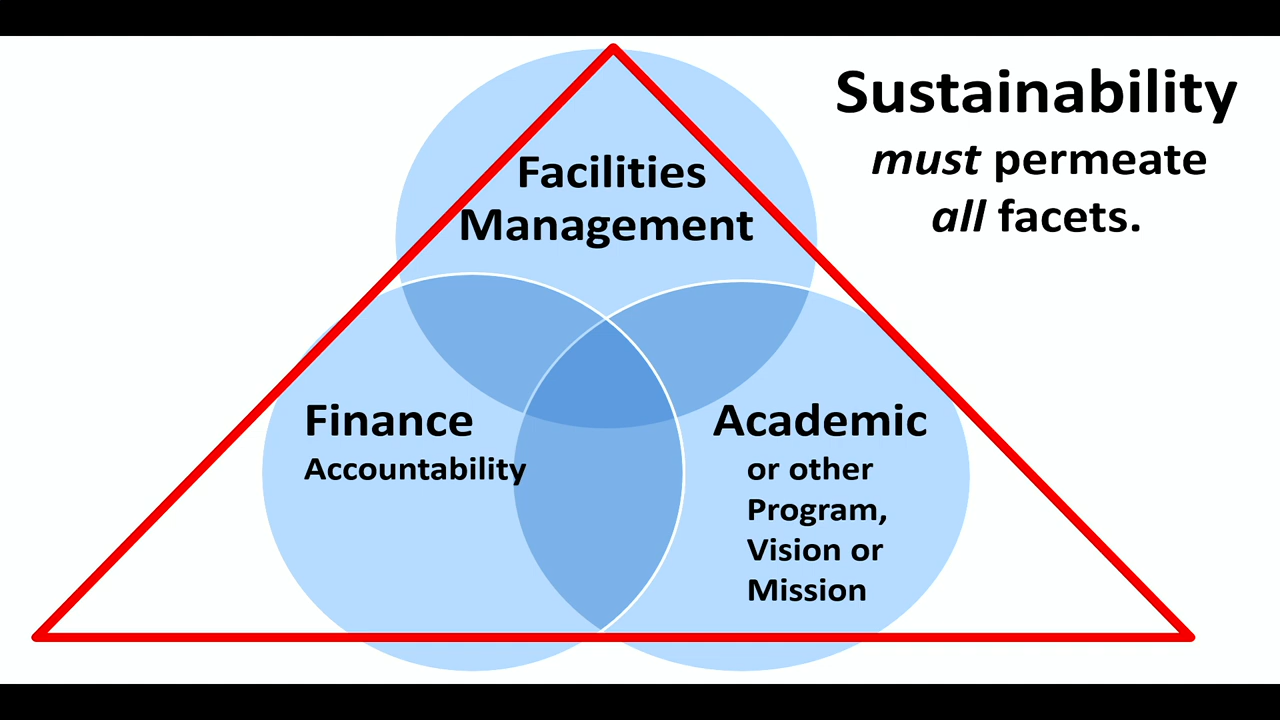 Sustainability
must permeate
all facets.
Facilities
Management
Finance
Accountability
Academic
or other
Program,
Vision or
Mission